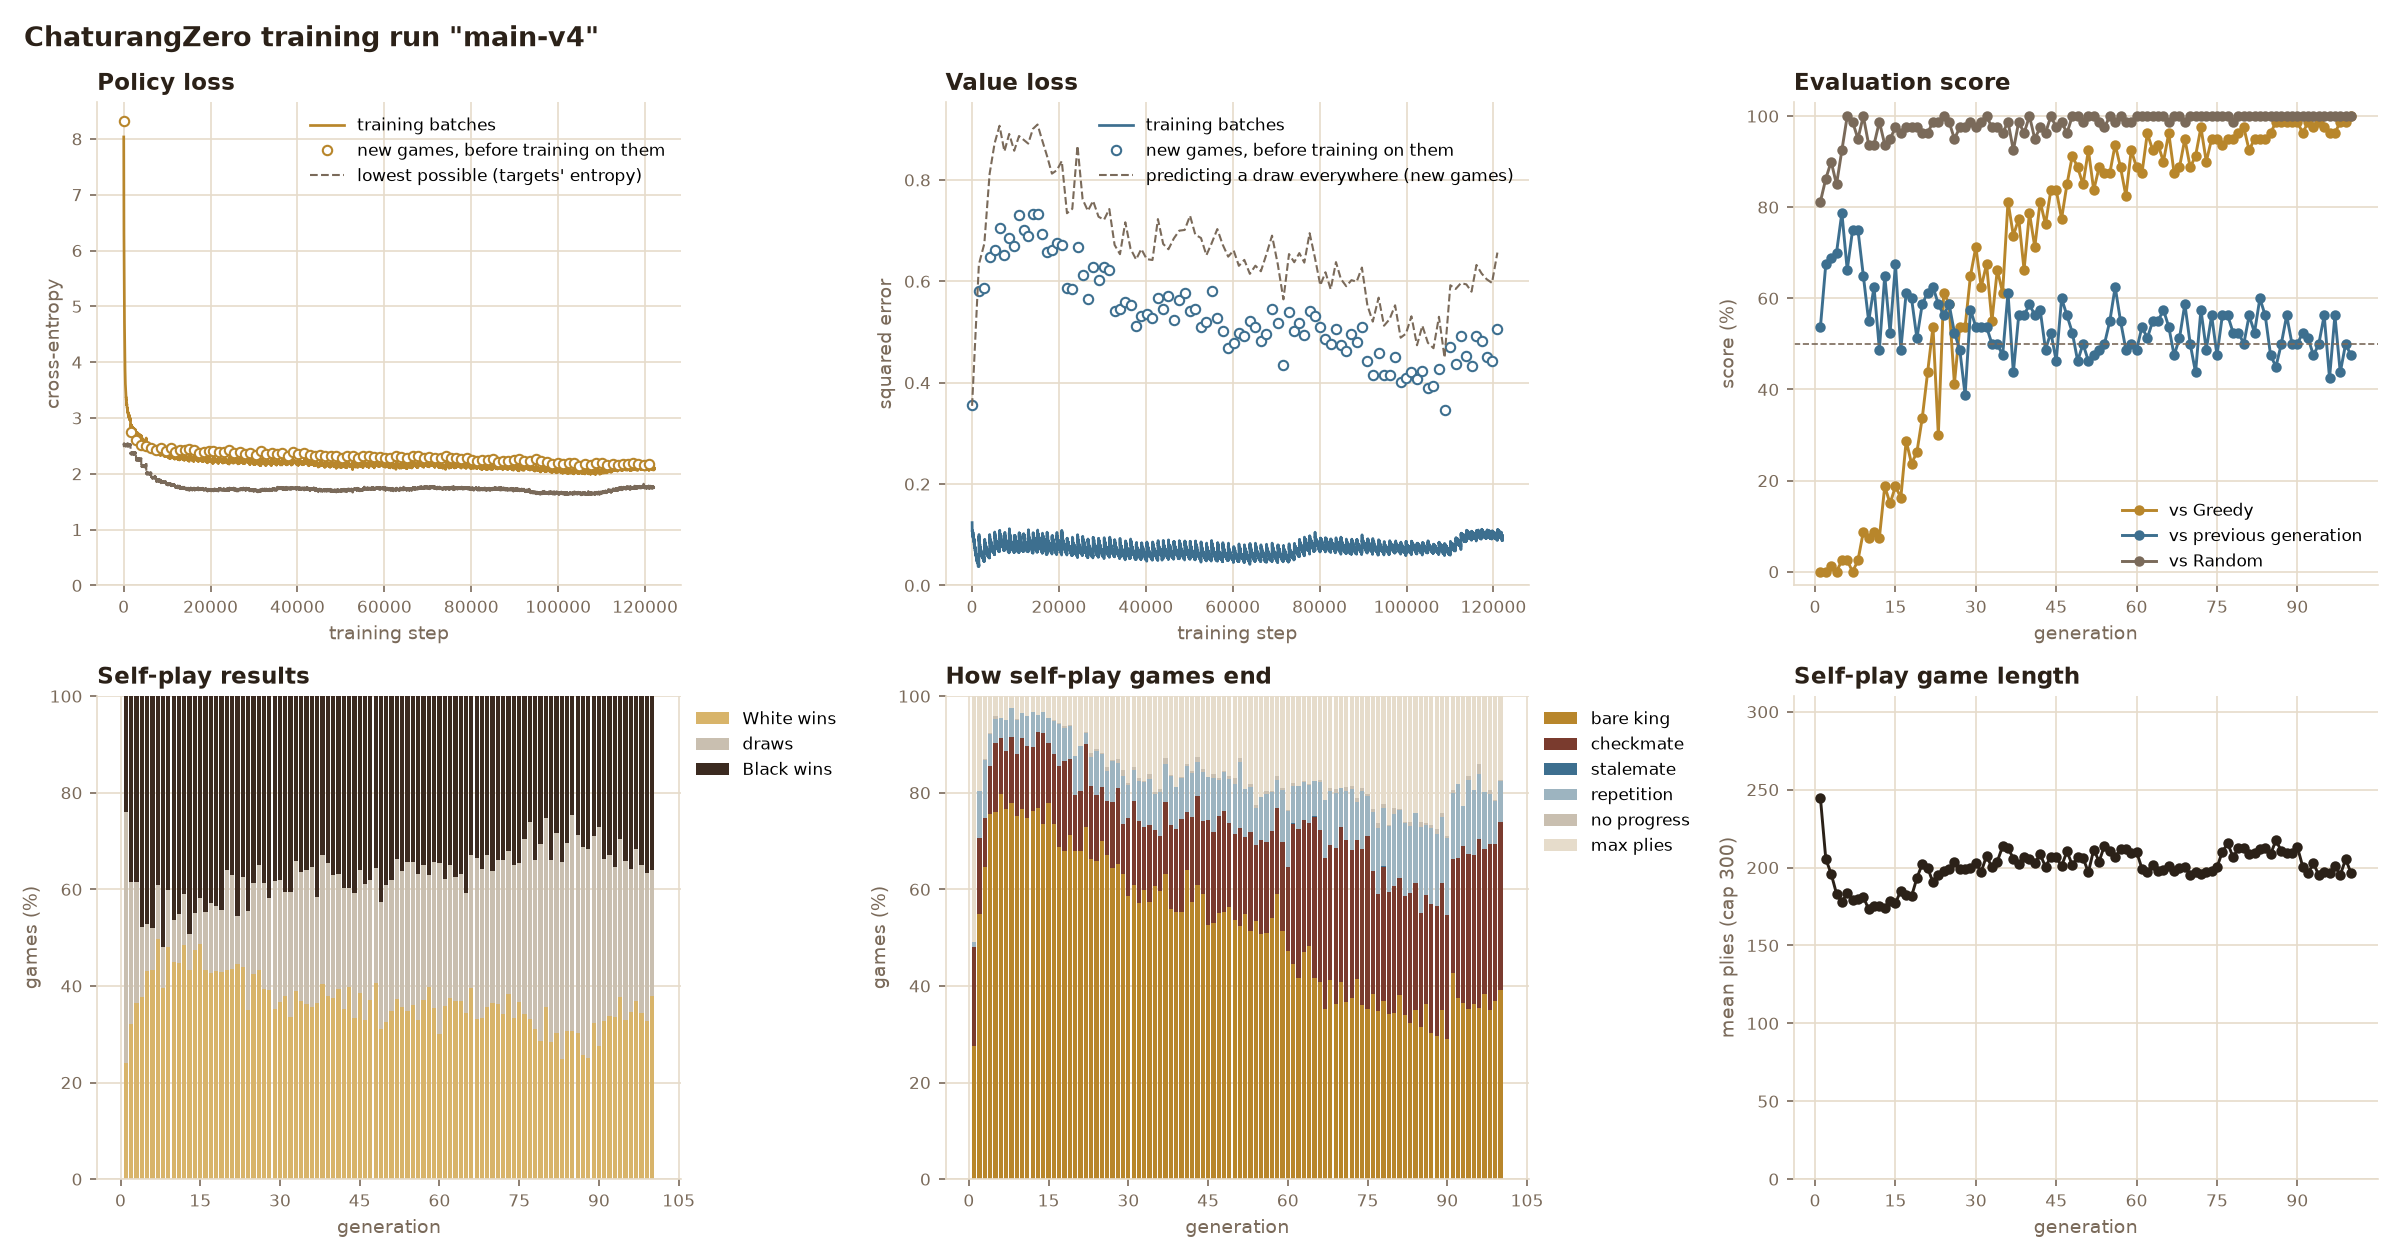 ChaturangZero training run "main-v4"
Policy loss
training batches
new games, before training on them
lowest possible (targets' entropy)
cross-entropy
8
7
6
5
4
3
2
1
0
0 20000 40000 60000 80000 100000 120000
training step
Value loss
training batches
new games, before training on them
predicting a draw everywhere (new games)
squared error
0.8
0.6
0.4
0.2
0.0
0 20000 40000 60000 80000 100000 120000
training step
Evaluation score
score (%)
100
80
60
40
20
0
vs Greedy
vs previous generation
vs Random
0 15 30 45 60 75 90
generation
Self-play results
games (%)
100
80
60
40
20
0
White wins
draws
Black wins
0 15 30 45 60 75 90 105
generation
How self-play games end
games (%)
100
80
60
40
20
0
bare king
checkmate
stalemate
repetition
no progress
max plies
0 15 30 45 60 75 90 105
generation
Self-play game length
mean plies (cap 300)
300
250
200
150
100
50
0
0 15 30 45 60 75 90
generation